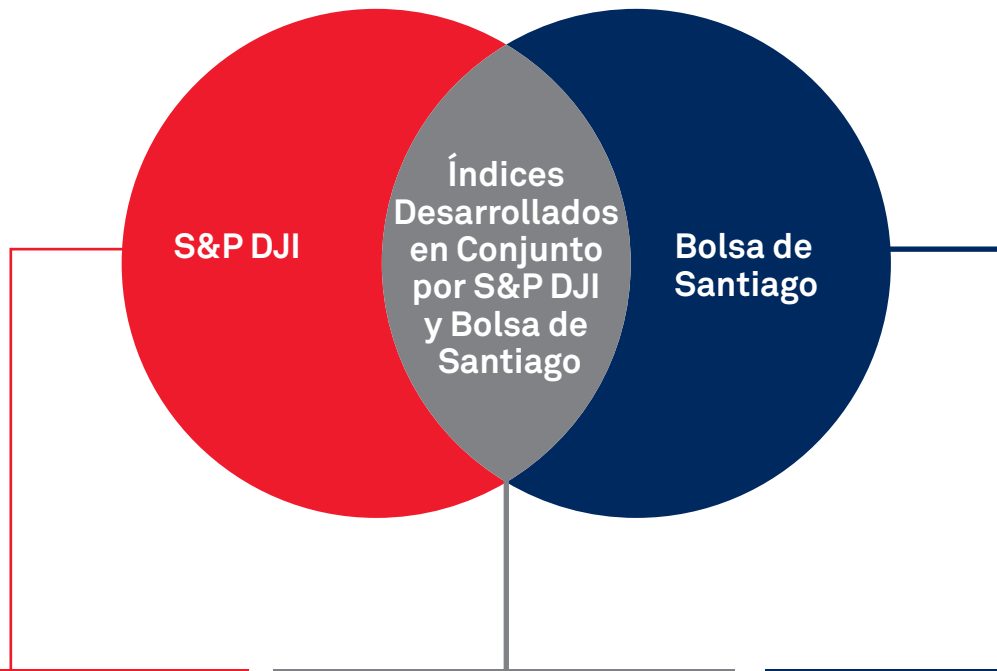 S&P DJI
Índices
Desarrollados
en Conjunto
por S&P DJI
y Bolsa de
Santiago
Bolsa de
Santiago